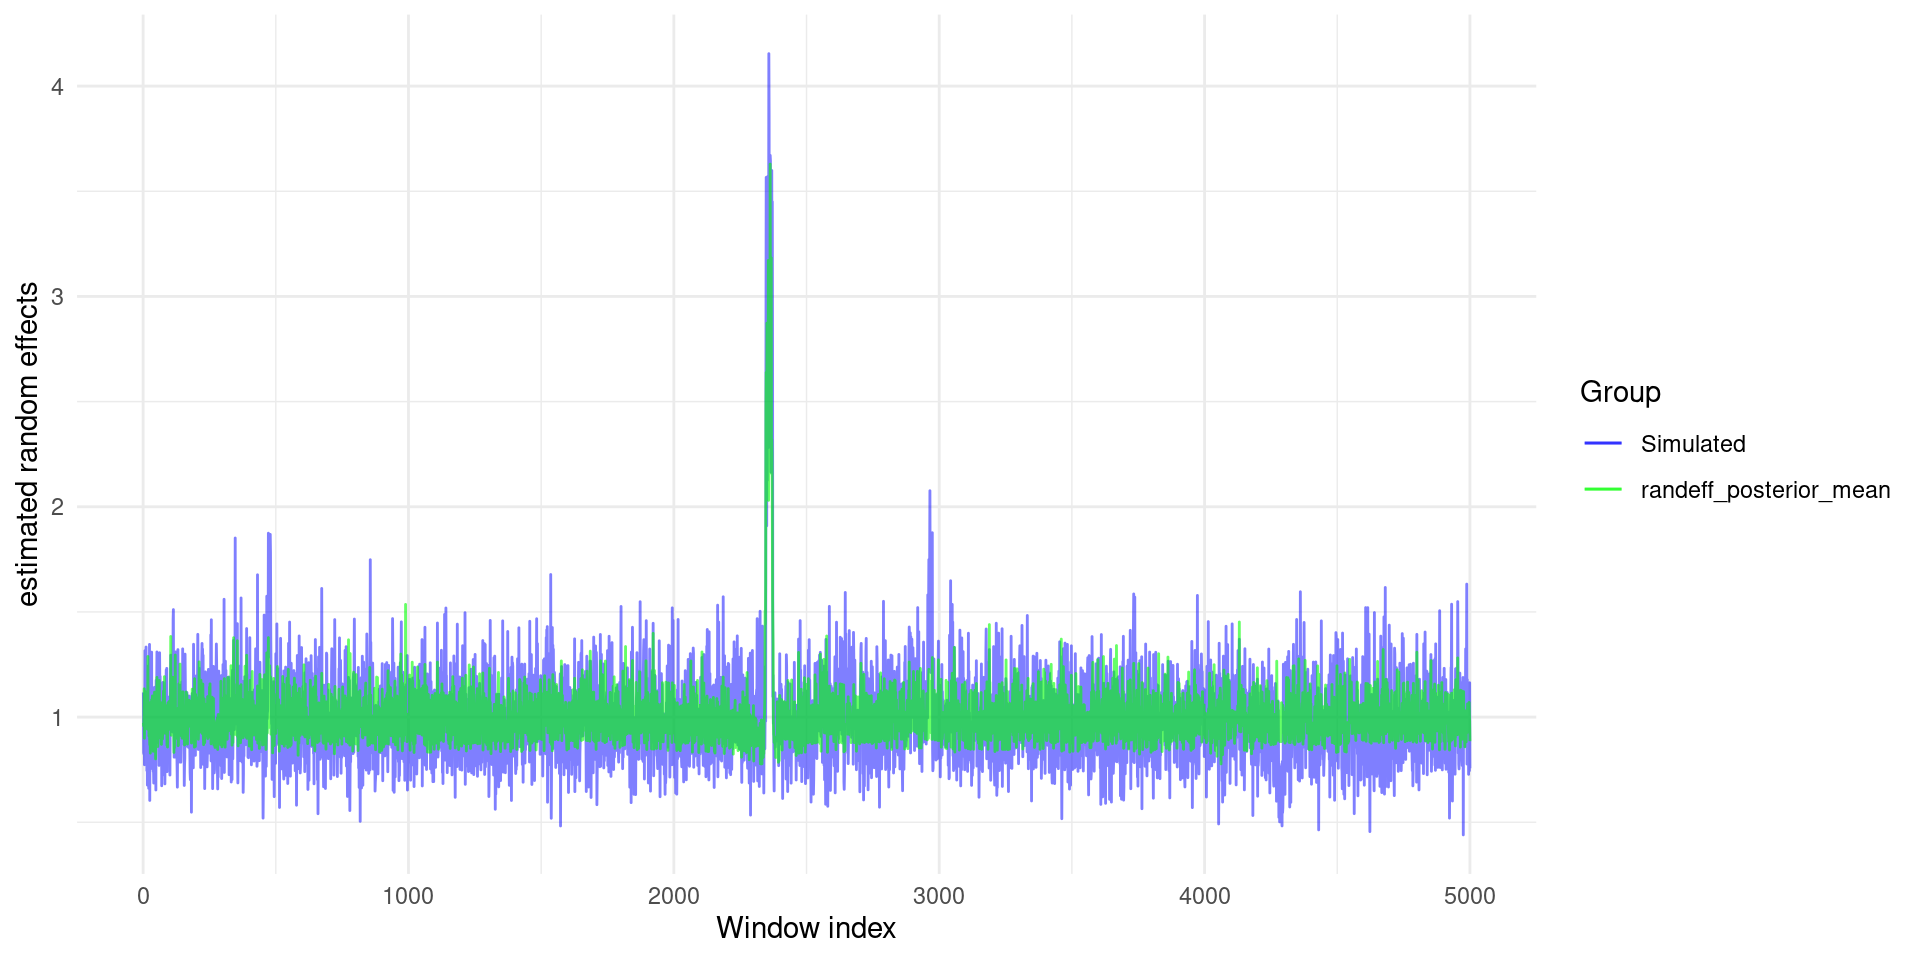 4
3
2
1
estimated random effects
0
1000
2000
3000
4000
5000
Window index
Group
Simulated
randeff_posterior_mean